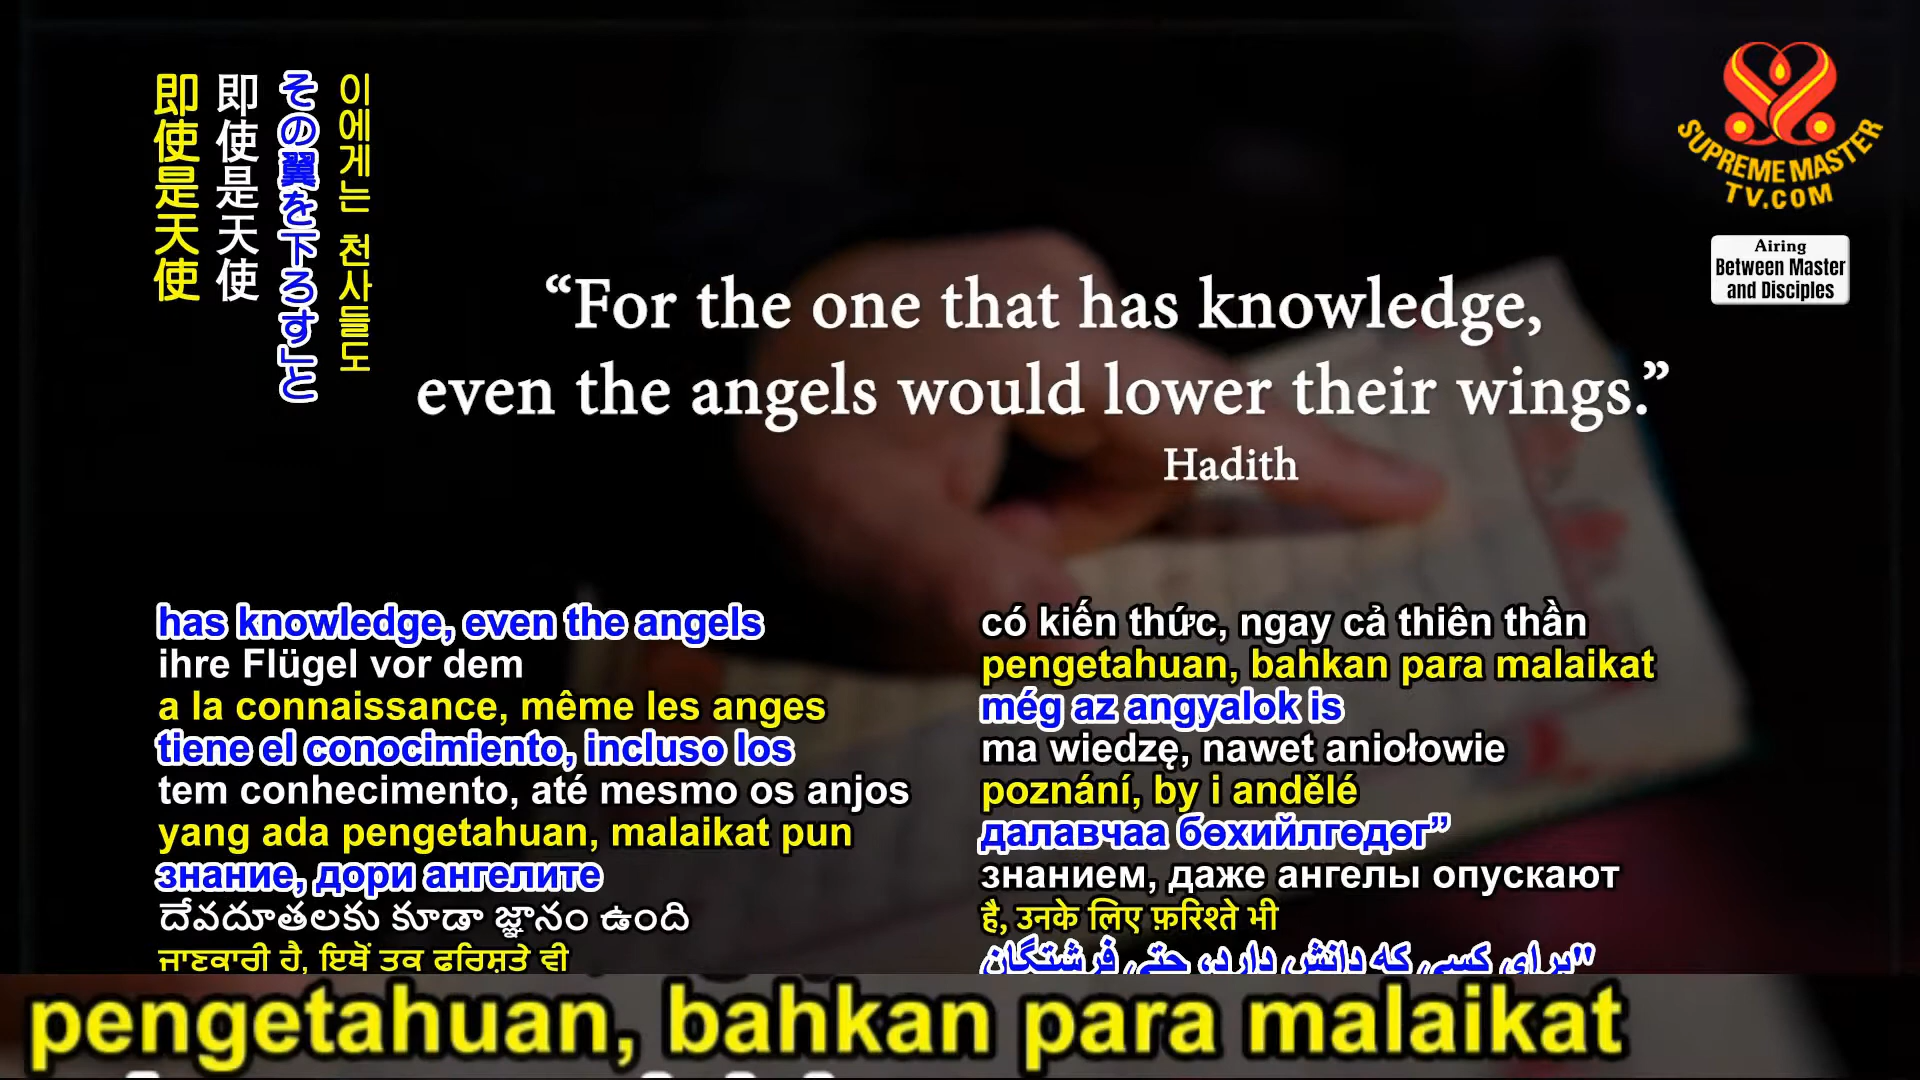 即使是天使
即使是天使
その翼を下ろす」と
이에게는 천사들도
SUPREME MASTER
TV.COM
Airing
Between Master
and Disciples
“For the one that has knowledge,
even the angels would lower their wings.”
Hadith
has knowledge, even the angels
ihre Flügel vor dem
a la connaissance, même les anges
tiene el conocimiento, incluso los
tem conhecimento, até mesmo os anjos
yang ada pengetahuan, malaikat pun
знание, дори ангелите
దేవదూతలకు కూడా జ్ఞానం ఉంది
ਜਾਣਕਾਰੀ ਹੈ, ਇਥੋਂ ਤਕ ਫਰਿਸ਼ਤੇ ਵੀ
có kiến thức, ngay cả thiên thần
pengetahuan, bahkan para malaikat
még az angyalok is
ma wiedzę, nawet aniołowie
poznání, by i andělé
далавчаа бөхийлгөдөг”
знанием, даже ангелы опускают
है, उनके लिए फ़रिश्ते भी
"برای کسی که دانش دارد، حتی فرشتگان
pengetahuan, bahkan para malaikat